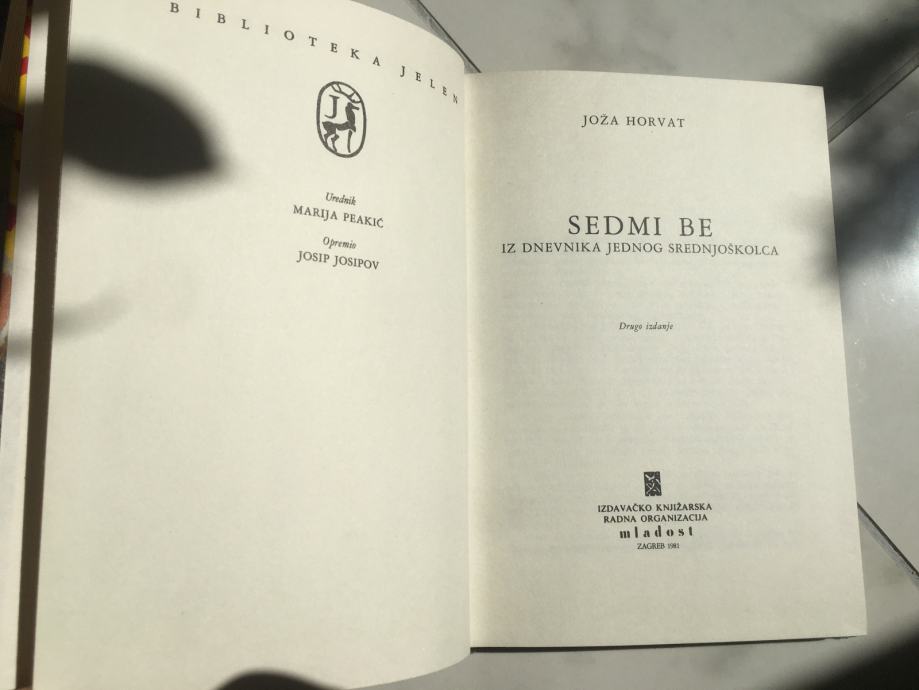 BIBLIOTEKA JELEN
J
Urednik
MARIJA PEAKIĆ
Opremio
JOSIP JOSIPOV
JOŽA HORVAT
SEDMI BE
IZ DNEVNIKA JEDNOG SREDNJOŠKOLCA
Drugo izdanje
IZDAVAČKO KNJIŽARSKA
RADNA ORGANIZACIJA
mladost
ZAGREB 1981